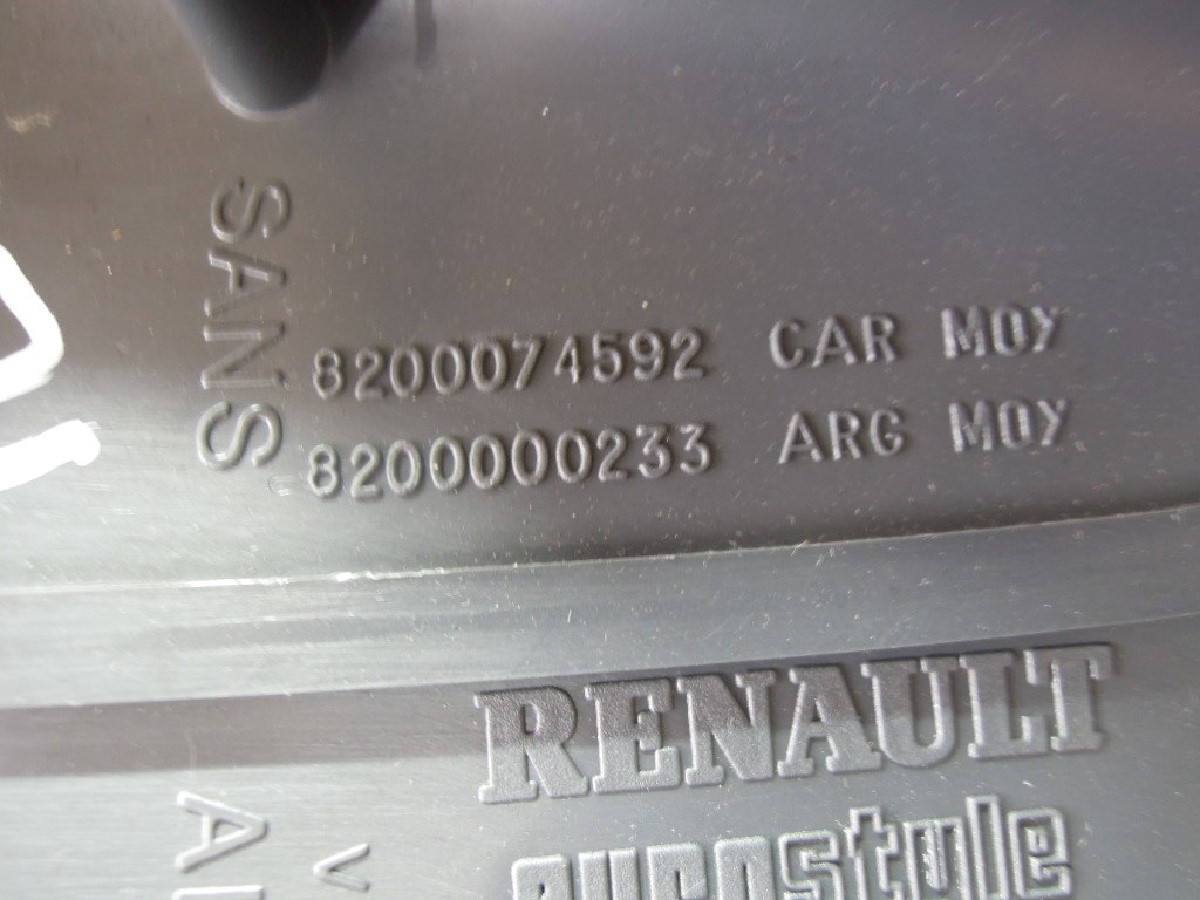 SANS
8200074592 CAR MOY
8200000233 ARG MOY
RENAULT
eurostyle